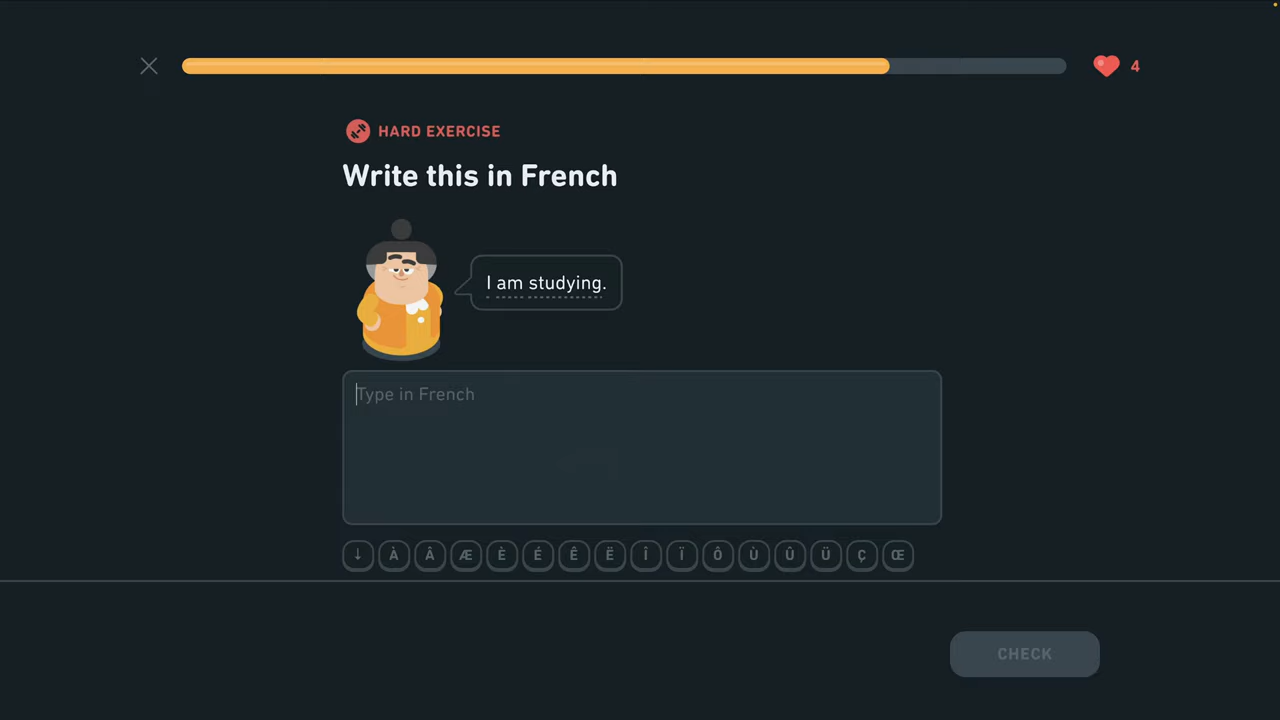 4
HARD EXERCISE
Write this in French
I am studying.
Type in French
↓ À Â Æ È É Ê Ë Î Ï Ô Ù Û Ü Ç Œ
CHECK